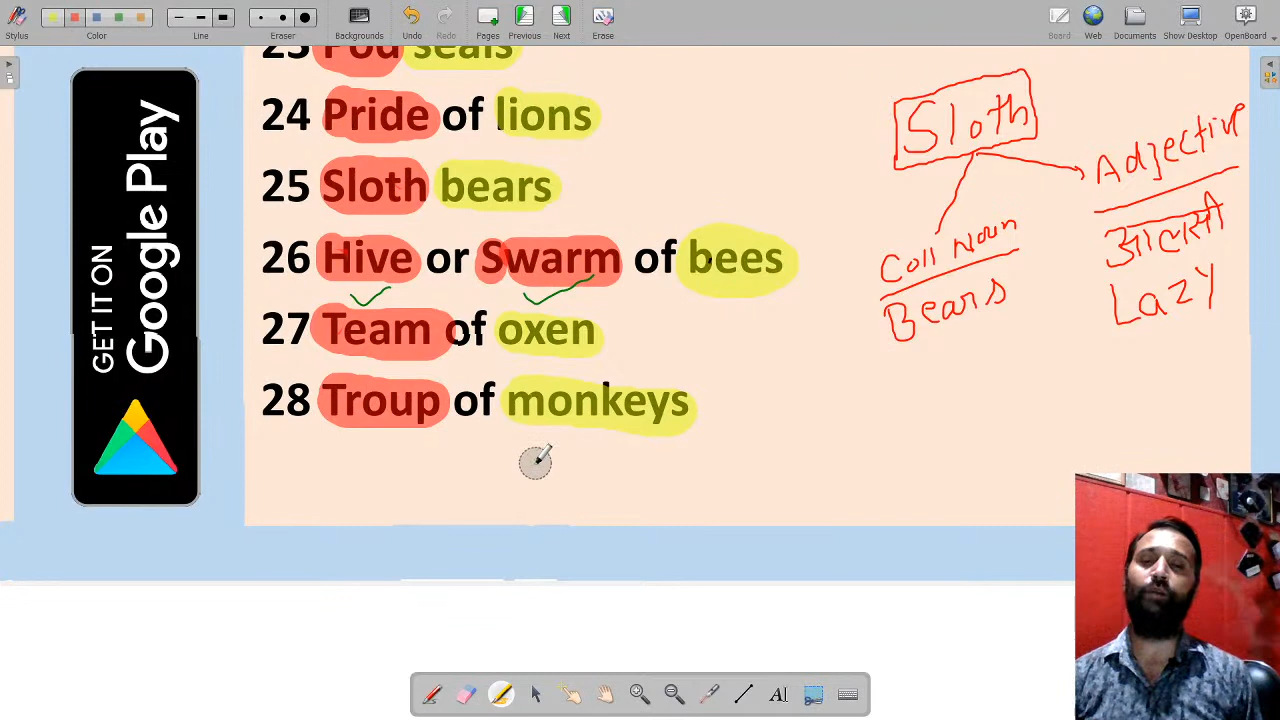 Stylus
Color
Line
Eraser
Backgrounds
Undo
Redo
Pages
Previous
Next
Erase
Board
Web
Documents
Show Desktop
OpenBoard
GET IT ON
Google Play
Pod seals
24 Pride of lions
25 Sloth bears
26 Hive or Swarm of bees
27 Team of oxen
28 Troup of monkeys
Sloth
Adjective
आलसी
Lazy
Coll Noun
Bears